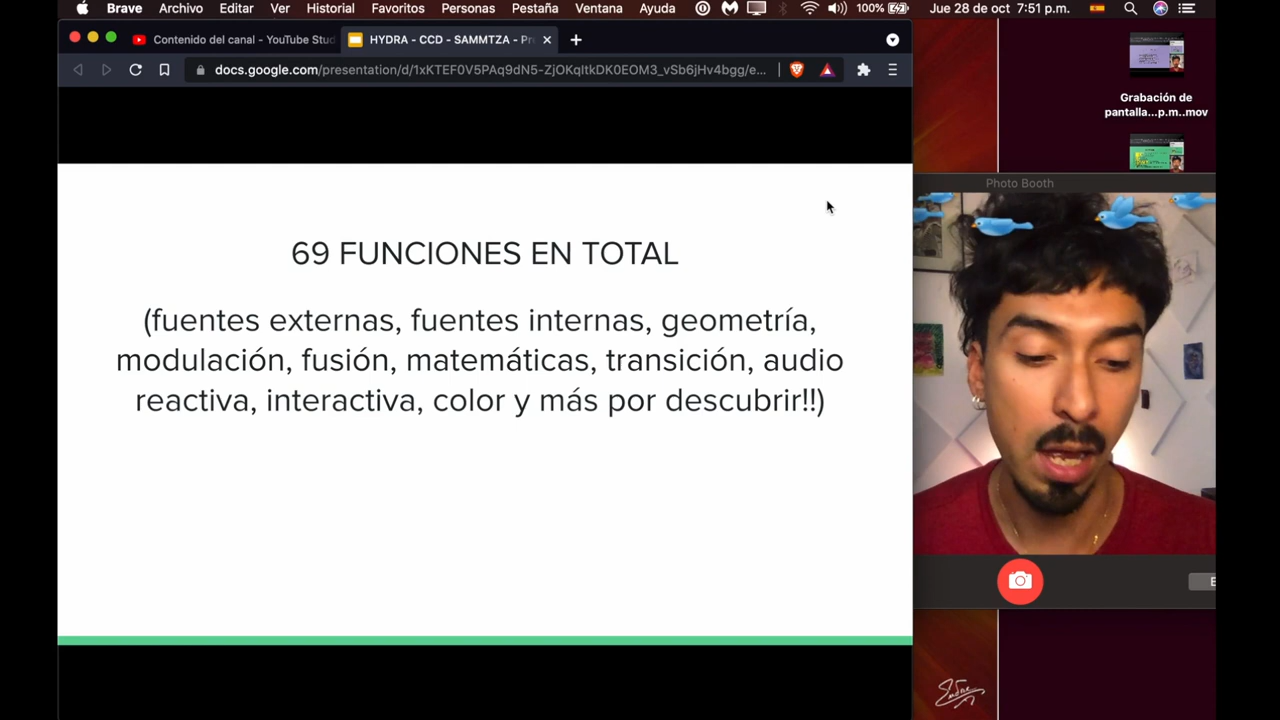 Brave Archivo Editar Ver Historial Favoritos Personas Pestaña Ventana Ayuda 100% Jue 28 de oct 7:51 p.m.
Contenido del canal - YouTube Stud
HYDRA - CCD - SAMMTZA - Pr
docs.google.com/presentation/d/1xKTEF0V5PAq9dN5-ZjOKqItkDK0EOM3_vSb6jHv4bgg/e...
Grabación de
pantalla...p.m..mov
Photo Booth
69 FUNCIONES EN TOTAL
(fuentes externas, fuentes internas, geometría,
modulación, fusión, matemáticas, transición, audio
reactiva, interactiva, color y más por descubrir!!)